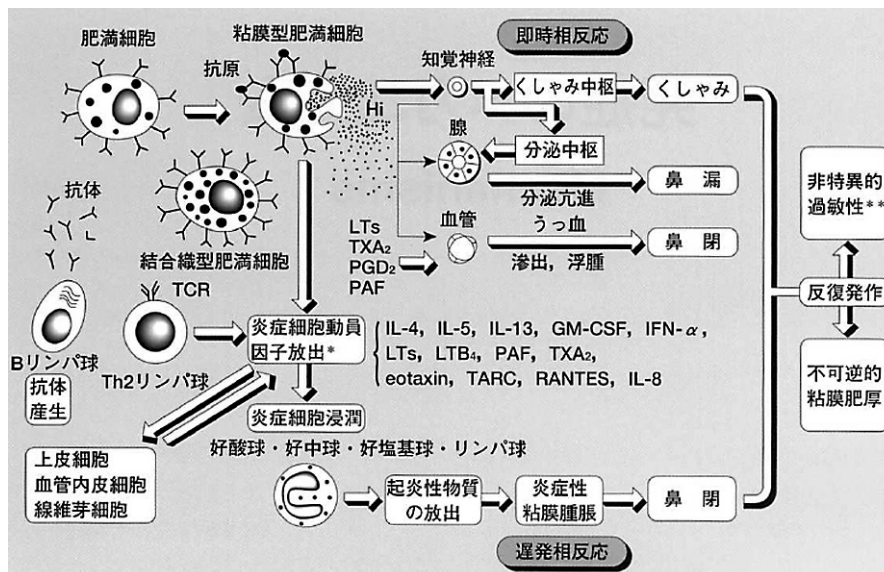 即時相反応
肥満細胞
粘膜型肥満細胞
抗原
Hi
知覚神経
くしゃみ中枢
くしゃみ
腺
分泌中枢
分泌亢進
鼻 漏
抗体
結合織型肥満細胞
LTs
TXA₂
PGD₂
PAF
血管
うっ血
滲出，浮腫
鼻 閉
非特異的
過敏性**
反復発作
不可逆的
粘膜肥厚
Bリンパ球
抗体
産生
TCR
Th2リンパ球
炎症細胞動員
因子放出*
IL-4, IL-5, IL-13, GM-CSF, IFN-α,
LTs, LTB₄, PAF, TXA₂,
eotaxin, TARC, RANTES, IL-8
炎症細胞浸潤
好酸球・好中球・好塩基球・リンパ球
上皮細胞
血管内皮細胞
線維芽細胞
起炎性物質
の放出
炎症性
粘膜腫脹
鼻 閉
遅発相反応